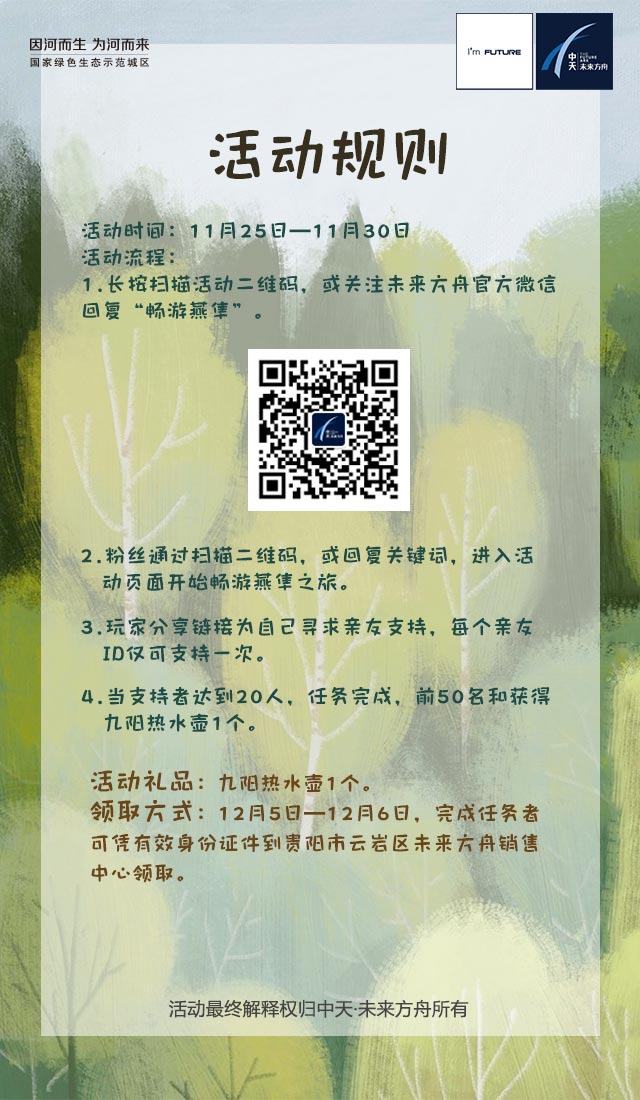 因河而生 为河而来
国家绿色生态示范城区
I'm FUTURE
中天 未来方舟
活动规则
活动时间：11月25日—11月30日
活动流程：
1.长按扫描活动二维码，或关注未来方舟官方微信
回复“畅游燕隼”。
2.粉丝通过扫描二维码，或回复关键词，进入活
动页面开始畅游燕隼之旅。
3.玩家分享链接为自己寻求亲友支持，每个亲友
ID仅可支持一次。
4.当支持者达到20人，任务完成，前50名和获得
九阳热水壶1个。
活动礼品：九阳热水壶1个。
领取方式：12月5日—12月6日，完成任务者
可凭有效身份证件到贵阳市云岩区未来方舟销售
中心领取。
活动最终解释权归中天·未来方舟所有